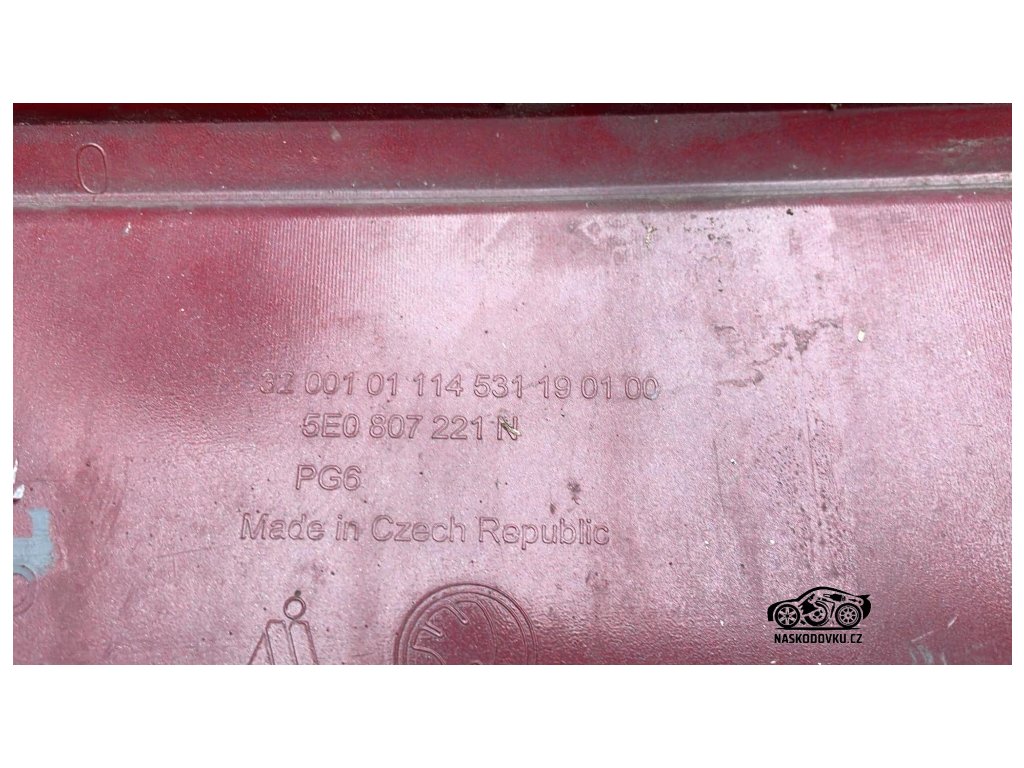 32 001 01 114 531 19 01 00
5E0 807 221 N
PG6
Made in Czech Republic
NASKODOVKU.CZ